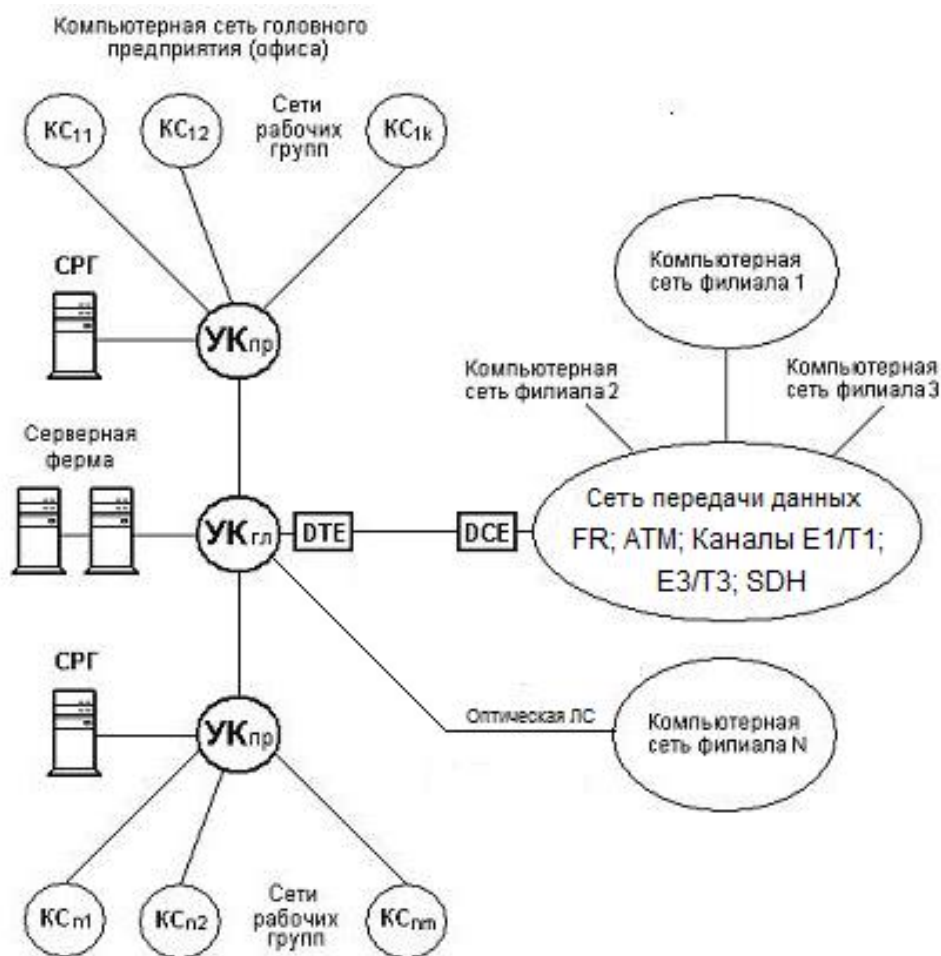 Компьютерная сеть головного
предприятия (офиса)
КС11
КС12
Сети
рабочих
групп
КС1k
СРГ
УКпр
Компьютерная
сеть филиала 1
Компьютерная
сеть филиала 2
Компьютерная
сеть филиала 3
Серверная
ферма
УКгл
DTE
DCE
Сеть передачи данных
FR; ATM; Каналы E1/T1;
E3/T3; SDH
СРГ
УКпр
Оптическая ЛС
Компьютерная
сеть филиала N
КСn1
КСn2
Сети
рабочих
групп
КСnm